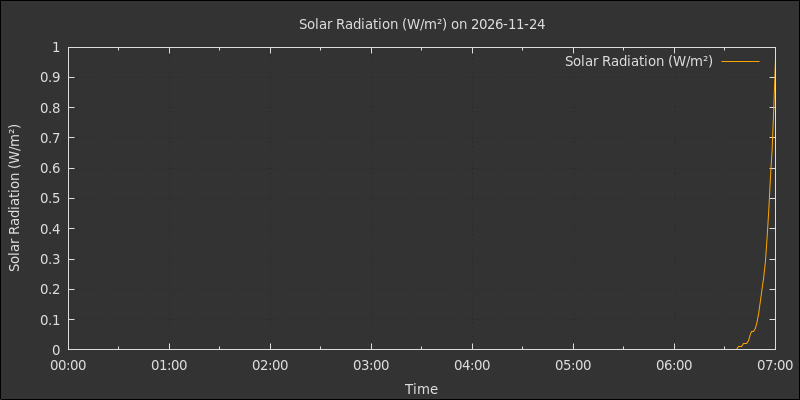 Solar Radiation (W/m²) on 2026-11-24
Solar Radiation (W/m²)
Solar Radiation (W/m²)
1
0.9
0.8
0.7
0.6
0.5
0.4
0.3
0.2
0.1
0
00:00 01:00 02:00 03:00 04:00 05:00 06:00 07:00
Time